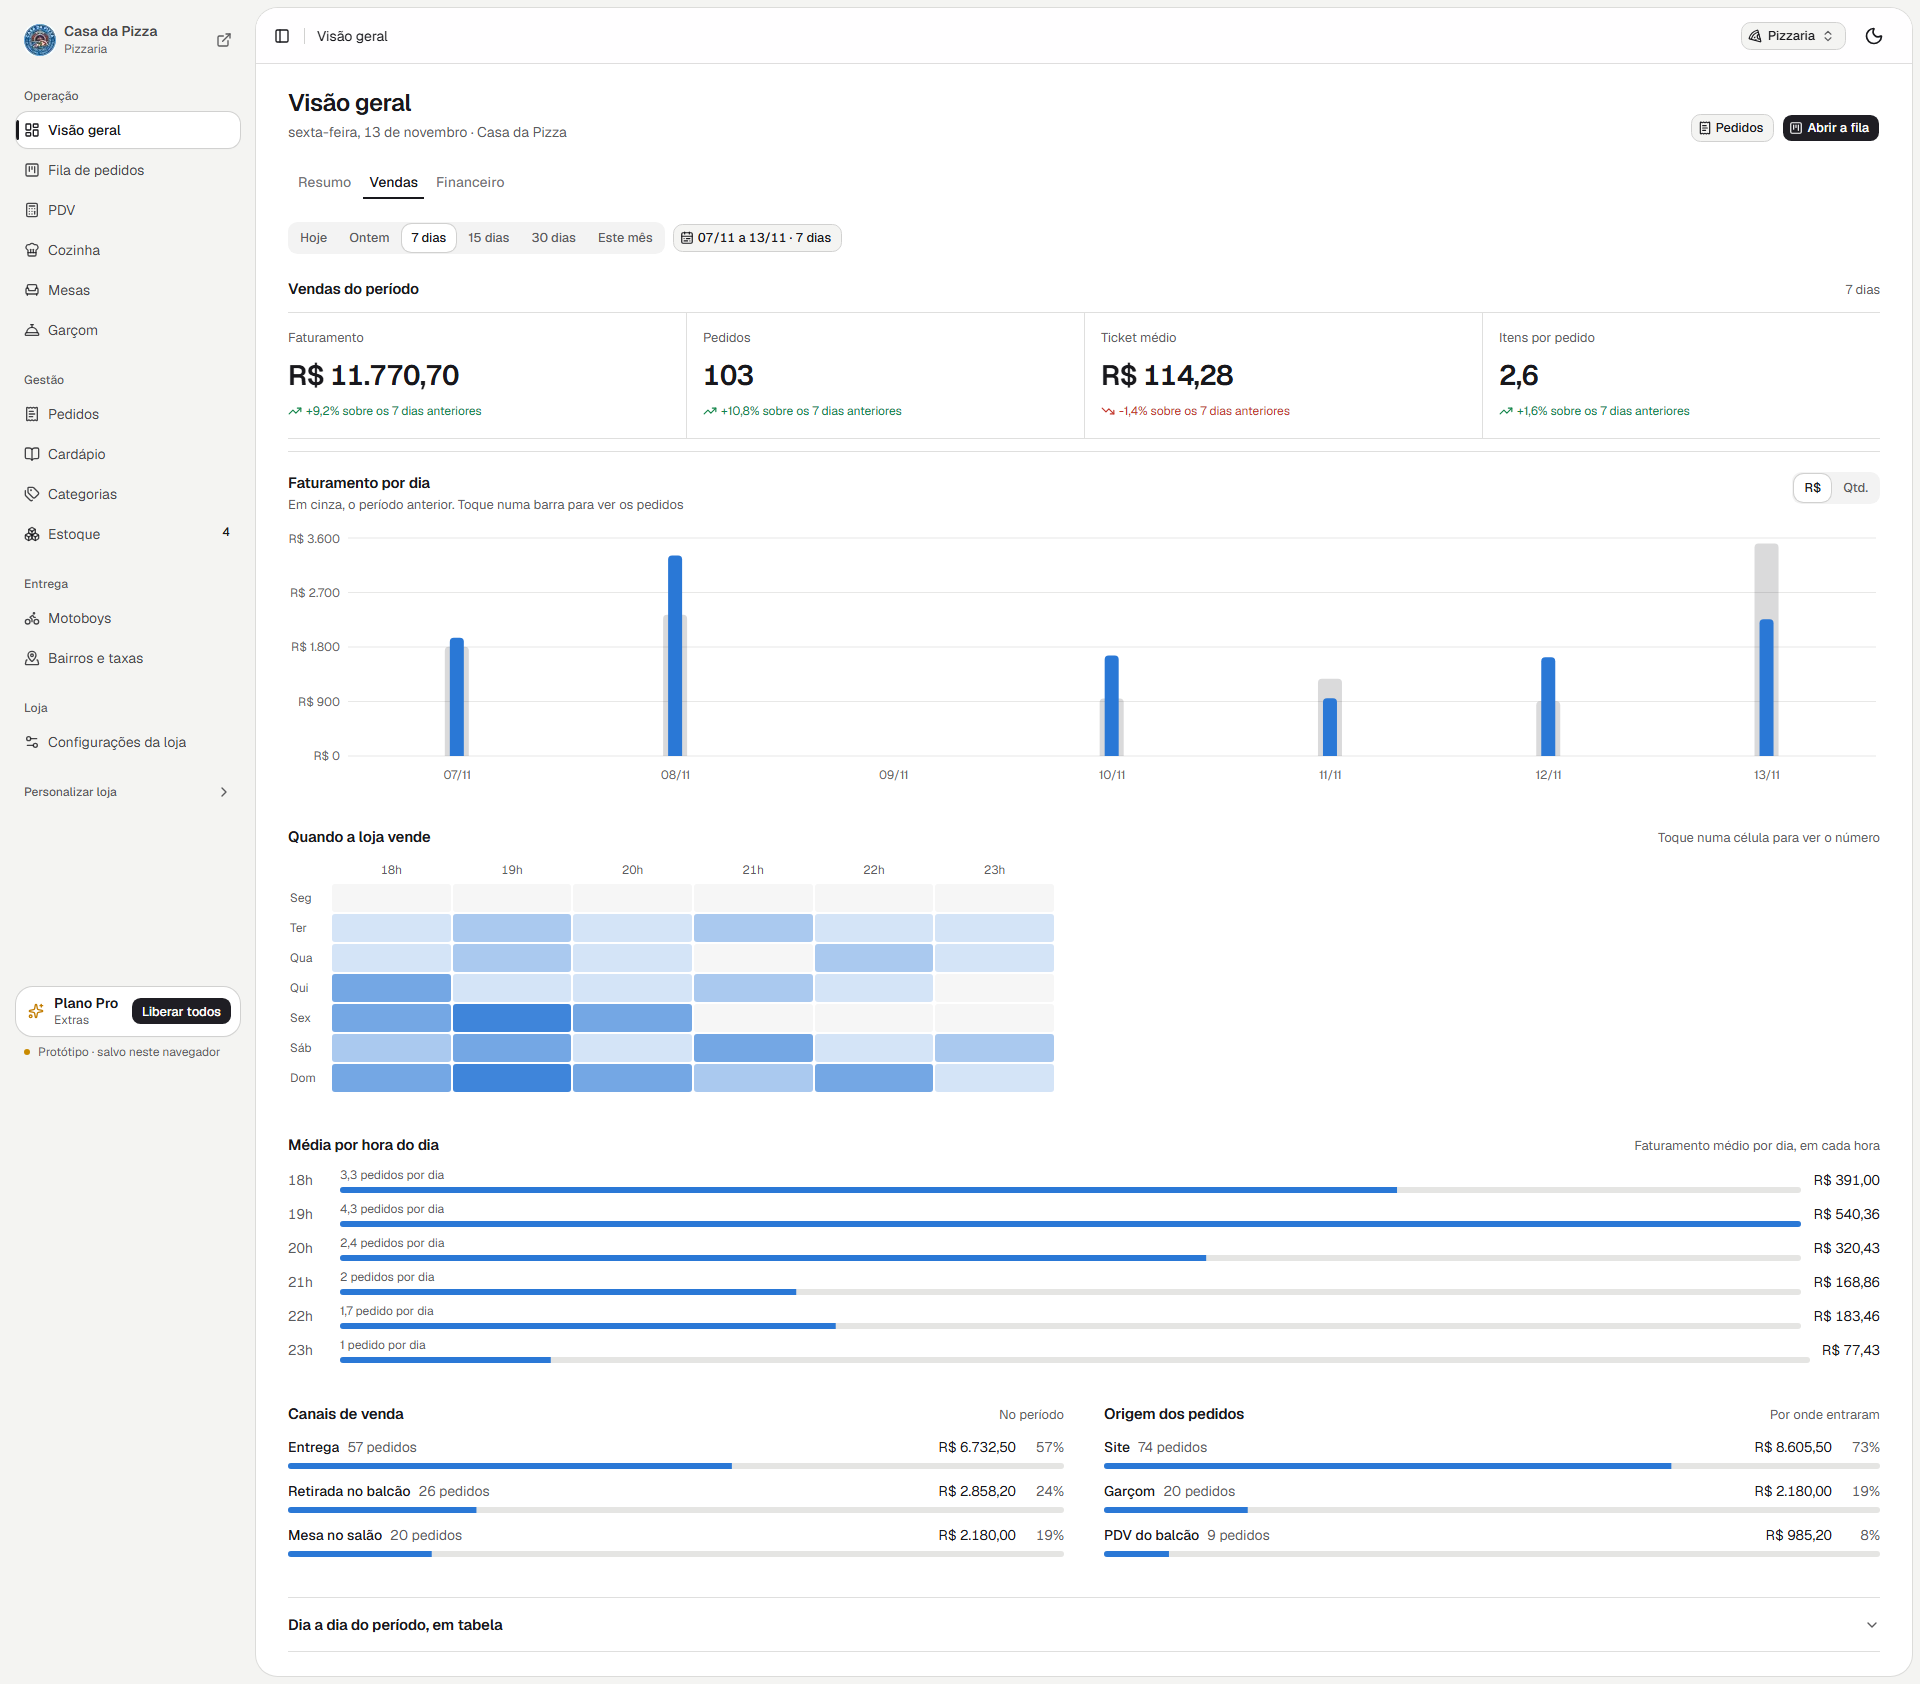 Casa da Pizza
Pizzaria
Operação
Visão geral
Fila de pedidos
PDV
Cozinha
Mesas
Garçom
Gestão
Pedidos
Cardápio
Categorias
Estoque 4
Entrega
Motoboys
Bairros e taxas
Loja
Configurações da loja
Personalizar loja
Plano Pro
Extras
Liberar todos
Protótipo · salvo neste navegador
Visão geral
Pizzaria
Visão geral
sexta-feira, 13 de novembro · Casa da Pizza
Pedidos
Abrir a fila
Resumo Vendas Financeiro
Hoje Ontem 7 dias 15 dias 30 dias Este mês 07/11 a 13/11 · 7 dias
Vendas do período 7 dias
Faturamento
R$ 11.770,70
+9,2% sobre os 7 dias anteriores
Pedidos
103
+10,8% sobre os 7 dias anteriores
Ticket médio
R$ 114,28
-1,4% sobre os 7 dias anteriores
Itens por pedido
2,6
+1,6% sobre os 7 dias anteriores
Faturamento por dia
Em cinza, o período anterior. Toque numa barra para ver os pedidos
R$ Qtd.
R$ 3.600
R$ 2.700
R$ 1.800
R$ 900
R$ 0
07/11 08/11 09/11 10/11 11/11 12/11 13/11
Quando a loja vende Toque numa célula para ver o número
18h 19h 20h 21h 22h 23h
Seg
Ter
Qua
Qui
Sex
Sáb
Dom
Média por hora do dia Faturamento médio por dia, em cada hora
18h 3,3 pedidos por dia R$ 391,00
19h 4,3 pedidos por dia R$ 540,36
20h 2,4 pedidos por dia R$ 320,43
21h 2 pedidos por dia R$ 168,86
22h 1,7 pedido por dia R$ 183,46
23h 1 pedido por dia R$ 77,43
Canais de venda No período
Entrega 57 pedidos R$ 6.732,50 57%
Retirada no balcão 26 pedidos R$ 2.858,20 24%
Mesa no salão 20 pedidos R$ 2.180,00 19%
Origem dos pedidos Por onde entraram
Site 74 pedidos R$ 8.605,50 73%
Garçom 20 pedidos R$ 2.180,00 19%
PDV do balcão 9 pedidos R$ 985,20 8%
Dia a dia do período, em tabela